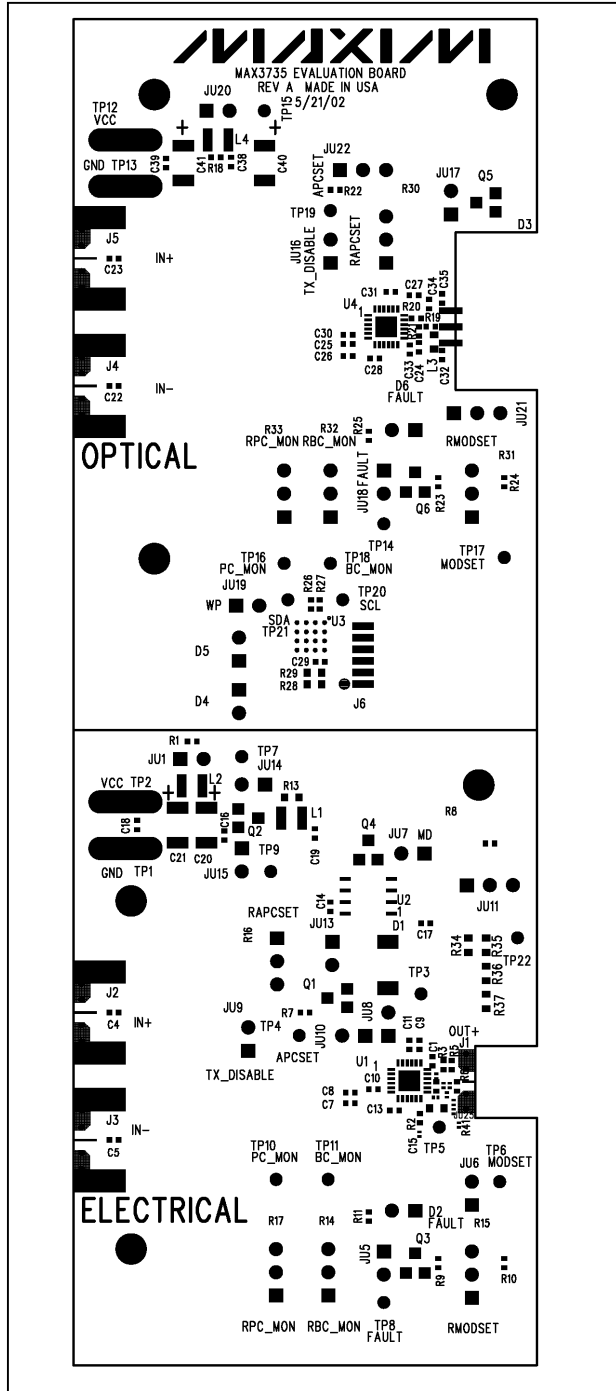 MAXIM
MAX3735 EVALUATION BOARD
REV A MADE IN USA
5/21/02
TP12
VCC
JU20
TP15
+
+
L4
GND TP13
C39
C41
R18
C38
C40
JU22
APCSET
R22
R30
JU17
Q5
D3
TP19
J5
IN+
C23
JU16
TX_DISABLE
RAPCSET
C31
C27
C34
C35
U4
1
R20
R19
R21
C30
C25
C26
C28
C33
C24
L3
C32
J4
IN-
C22
D6
FAULT
R33
RPC_MON
R32
RBC_MON
R25
RMODSET
JU21
OPTICAL
JU18
FAULT
Q6
R23
R31
R24
TP14
TP16
PC_MON
TP18
BC_MON
TP17
MODSET
JU19
WP
R26
R27
TP20
SCL
SDA
TP21
U3
D5
C29
R29
R28
D4
J6
R1
JU1
TP7
JU14
VCC TP2
+
L2
+
R13
L1
R8
C18
C16
Q2
C19
Q4
JU7
MD
C21
C20
GND TP1
TP9
JU15
JU11
C14
U2
1
RAPCSET
R16
JU13
D1
C17
R34
R35
TP22
R36
R37
J2
IN+
C4
Q1
TP3
JU9
TP4
R7
JU8
JU10
APCSET
TX_DISABLE
C11
C9
OUT+
J1
U1
1
C1
R3
R5
R6
C10
C8
C7
C13
R2
C15
TP5
R41
J3
IN-
C5
TP10
PC_MON
TP11
BC_MON
JU6
TP6
MODSET
ELECTRICAL
R17
R14
R11
D2
FAULT
R15
JU5
Q3
R9
R10
RPC_MON
RBC_MON
TP8
FAULT
RMODSET